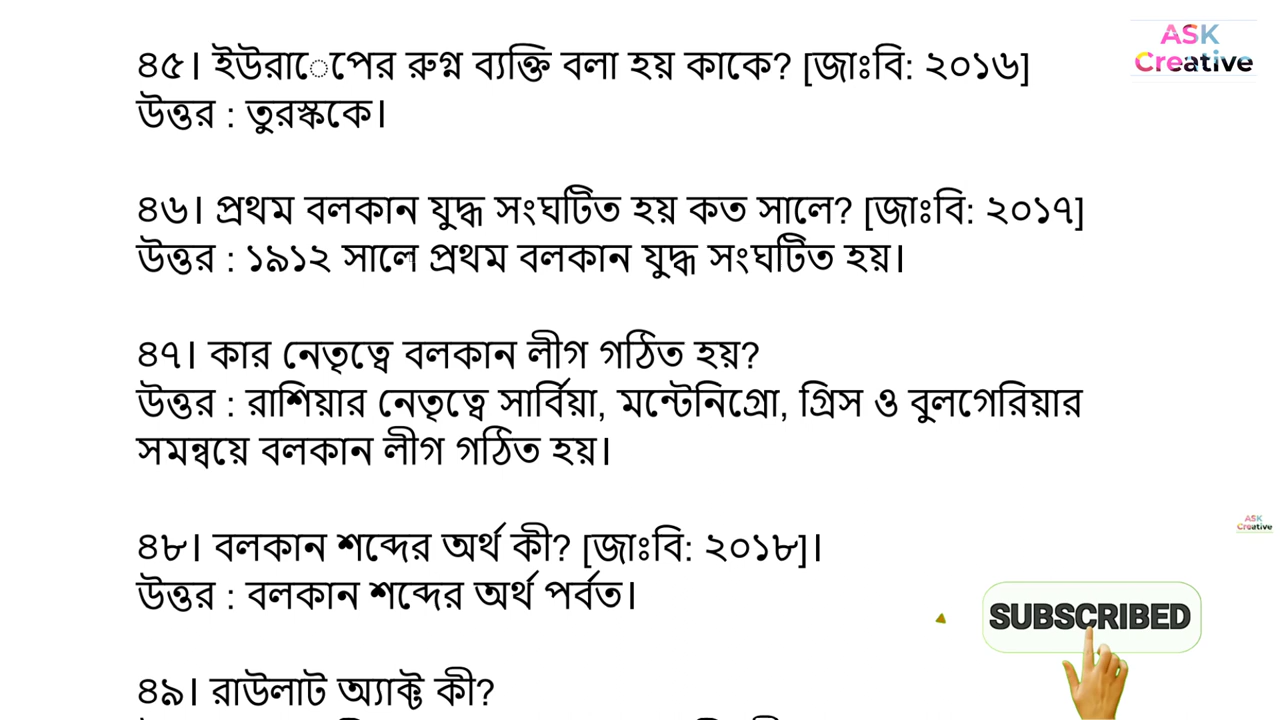 ASK
Creative
৪৫। ইউরােপের রুগ্ন ব্যক্তি বলা হয় কাকে? [জাঃবি: ২০১৬]
উত্তর : তুরস্ককে।
৪৬। প্রথম বলকান যুদ্ধ সংঘটিত হয় কত সালে? [জাঃবি: ২০১৭]
উত্তর : ১৯১২ সালে প্রথম বলকান যুদ্ধ সংঘটিত হয়।
৪৭। কার নেতৃত্বে বলকান লীগ গঠিত হয়?
উত্তর : রাশিয়ার নেতৃত্বে সার্বিয়া, মন্টেনিগ্রো, গ্রিস ও বুলগেরিয়ার
সমন্বয়ে বলকান লীগ গঠিত হয়।
৪৮। বলকান শব্দের অর্থ কী? [জাঃবি: ২০১৮]।
ASK
Creative
উত্তর : বলকান শব্দের অর্থ পর্বত।
SUBSCRIBED
৪৯। রাউলাট অ্যাক্ট কী?